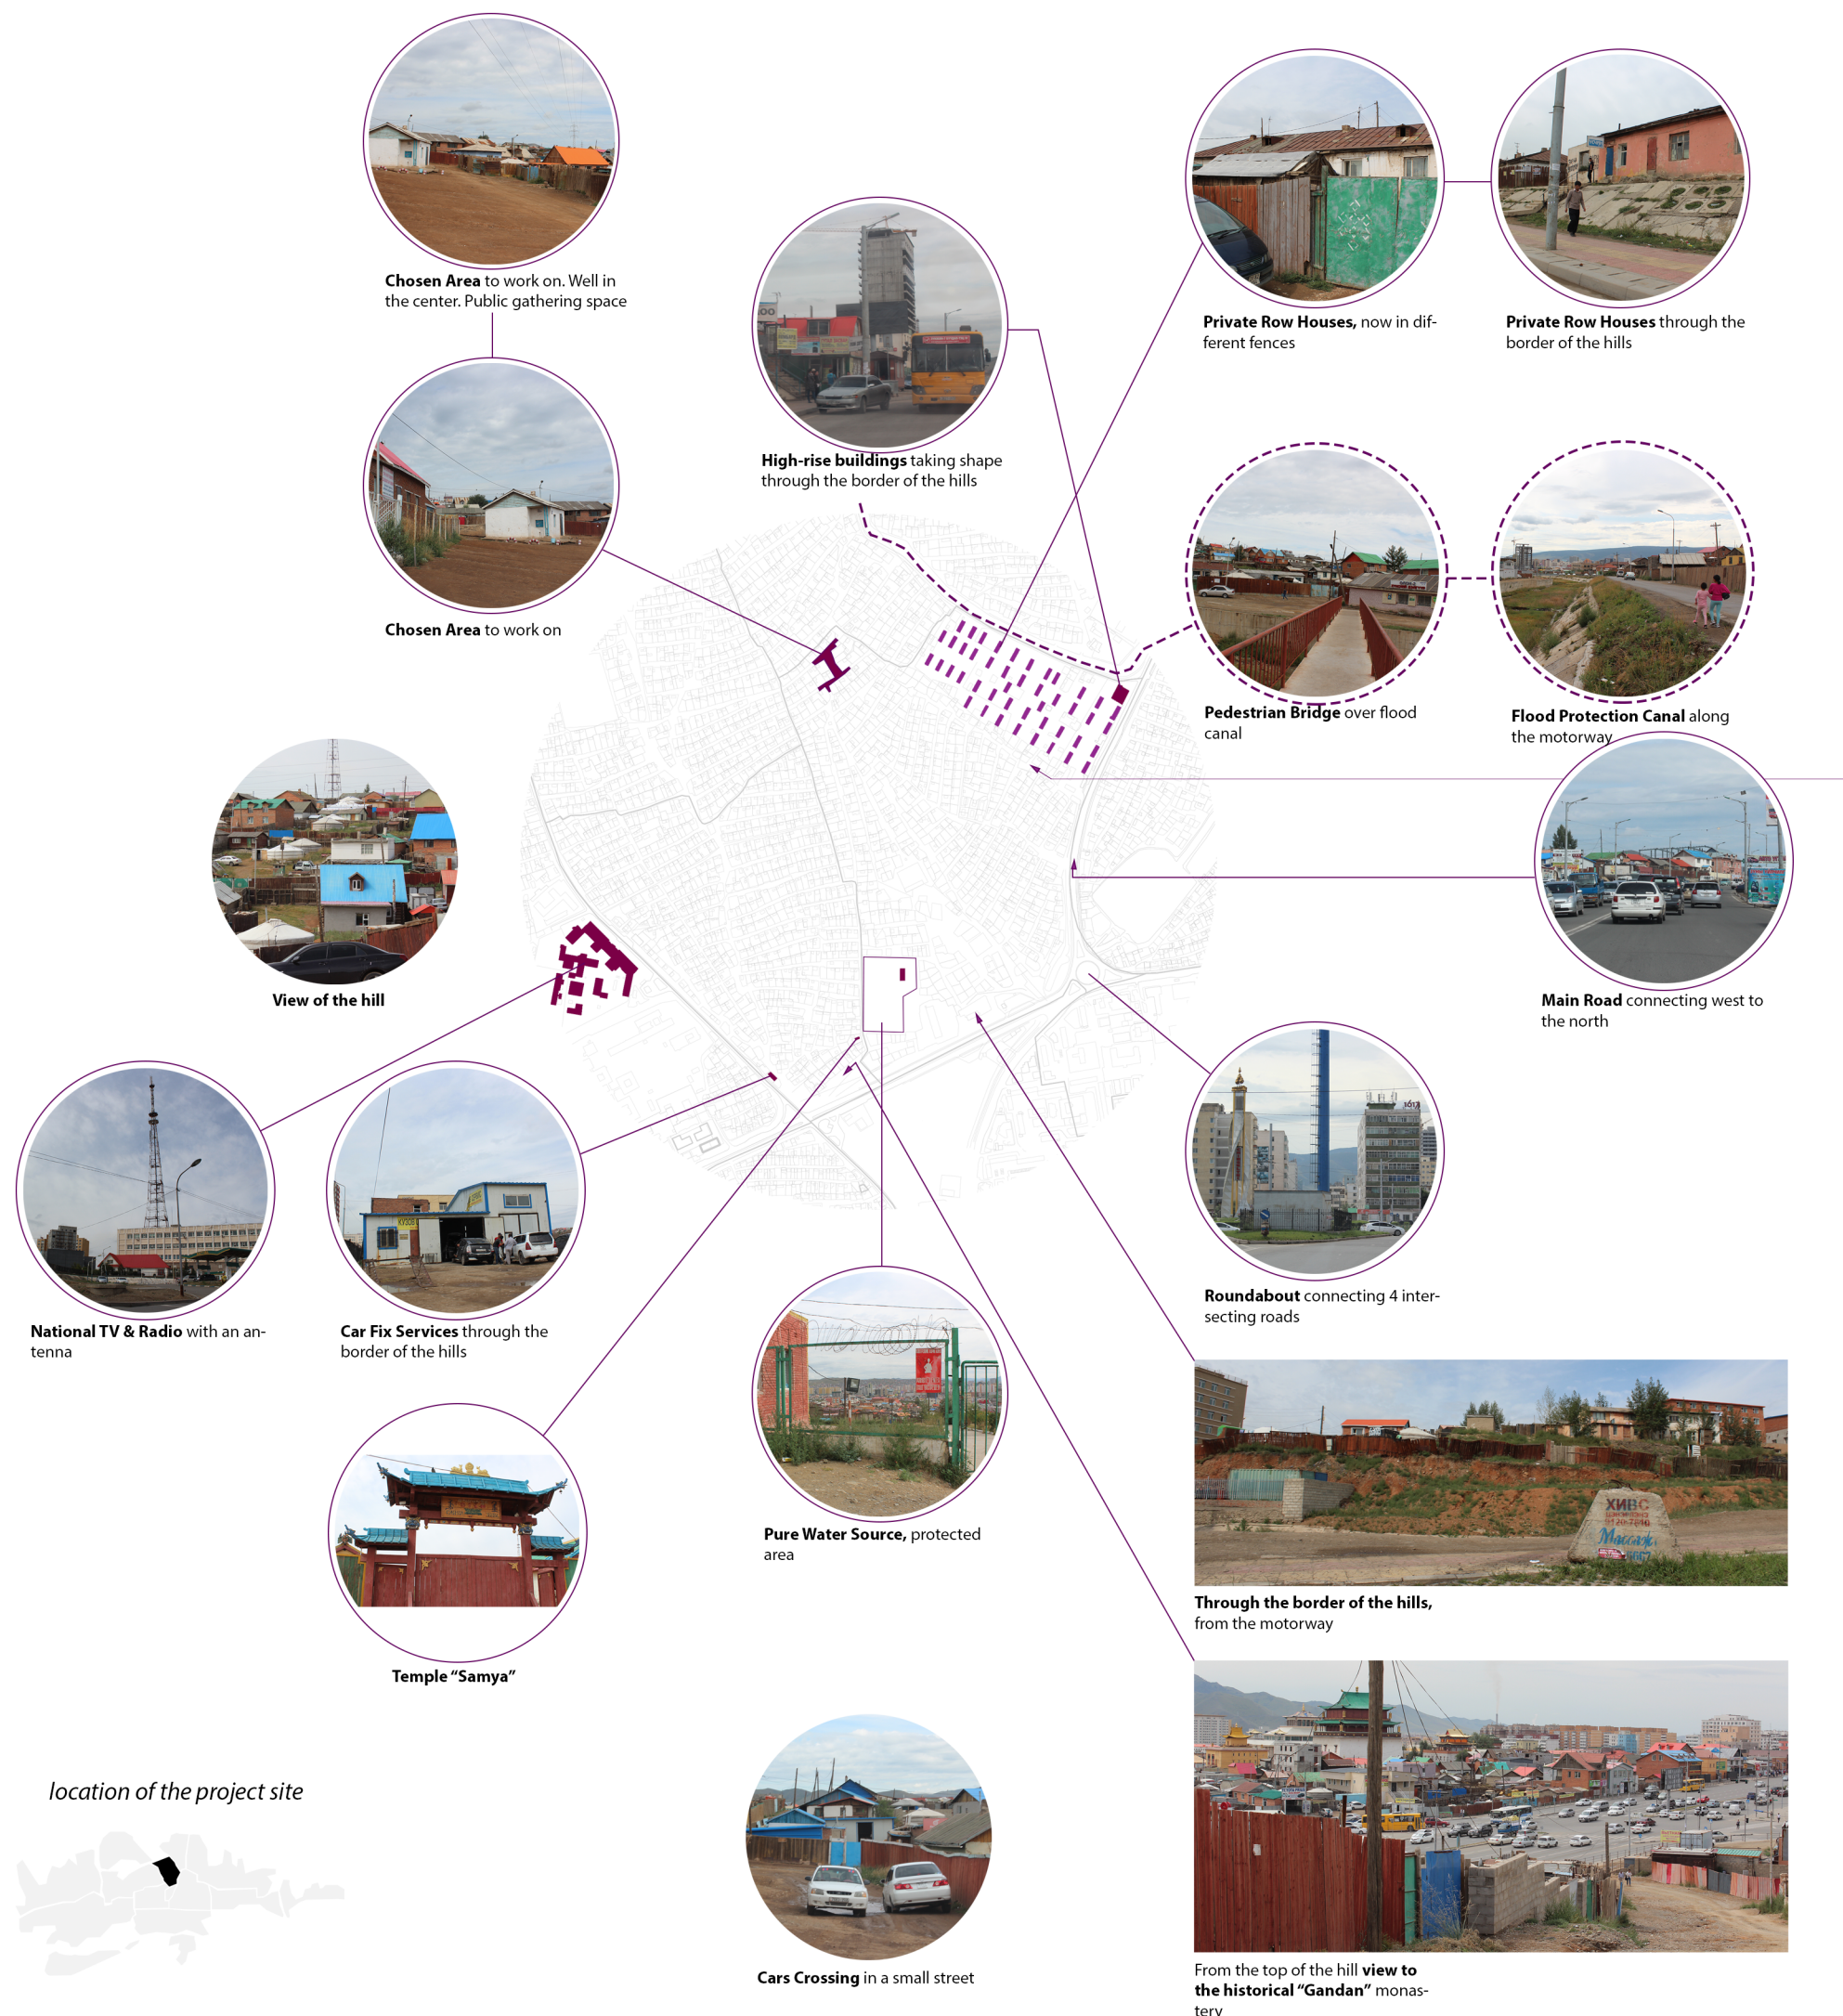 Chosen Area to work on. Well in
the center. Public gathering space
Private Row Houses, now in dif-
ferent fences
Private Row Houses through the
border of the hills
High-rise buildings taking shape
through the border of the hills
Chosen Area to work on
Pedestrian Bridge over flood
canal
Flood Protection Canal along
the motorway
View of the hill
Main Road connecting west to
the north
National TV & Radio with an an-
tenna
Car Fix Services through the
border of the hills
КУЗОВ
Roundabout connecting 4 inter-
secting roads
Pure Water Source, protected
area
ХИВС
Массаж
Through the border of the hills,
from the motorway
Temple “Samya”
location of the project site
Cars Crossing in a small street
From the top of the hill view to
the historical “Gandan” monas-
tery